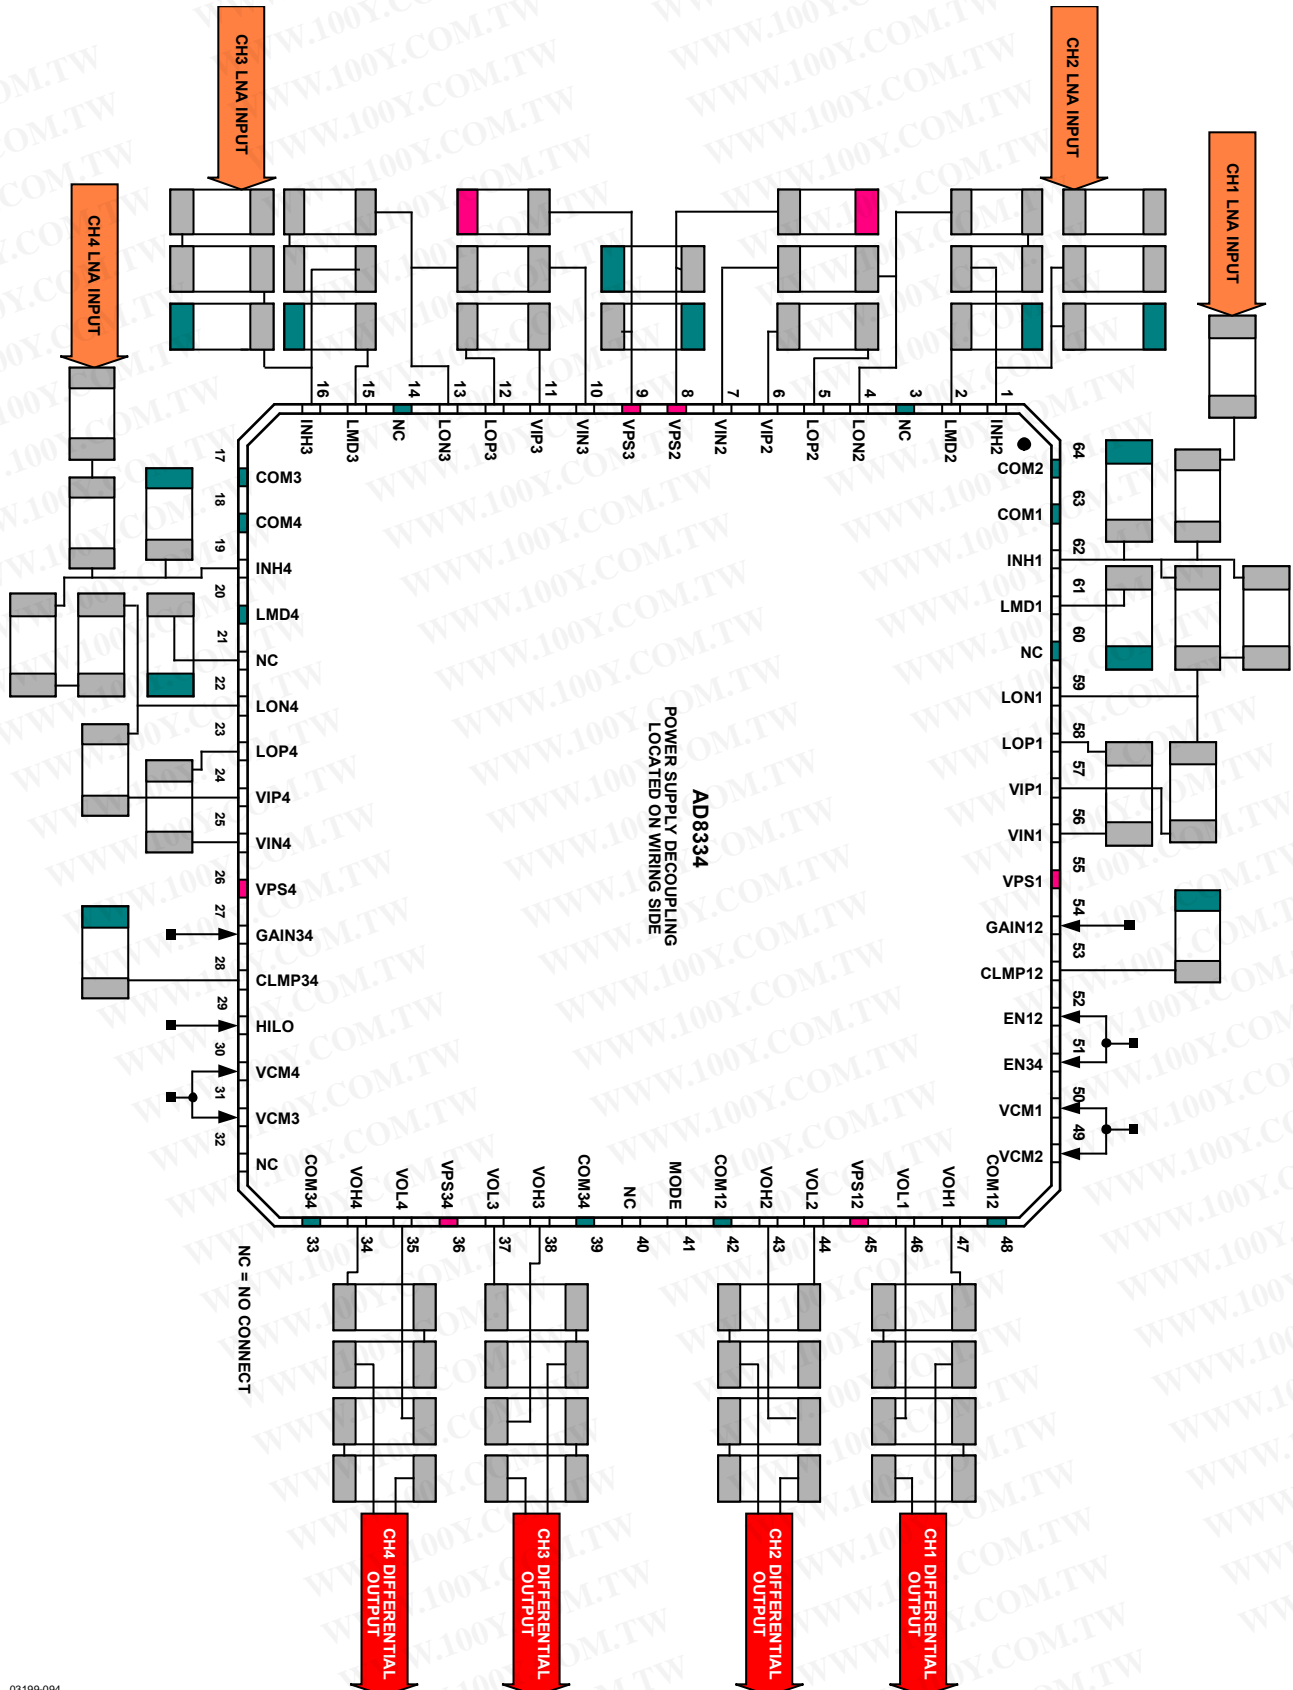 CH3 LNA INPUT
CH2 LNA INPUT
CH1 LNA INPUT
CH4 LNA INPUT
16
15
14
13
12
11
10
9
8
7
6
5
4
3
2
1
INH3
LMD3
NC
LON3
LOP3
VIP3
VIN3
VPS3
VPS2
VIN2
VIP2
LOP2
LON2
NC
LMD2
INH2
17
COM3
18
COM4
19
INH4
20
LMD4
21
NC
22
LON4
23
LOP4
24
VIP4
25
VIN4
26
VPS4
27
GAIN34
28
CLMP34
29
HILO
30
VCM4
31
VCM3
32
NC
64
COM2
63
COM1
62
INH1
61
LMD1
60
NC
59
LON1
58
LOP1
57
VIP1
56
VIN1
55
VPS1
54
GAIN12
53
CLMP12
52
EN12
51
EN34
50
VCM1
49
VCM2
AD8334
POWER SUPPLY DECOUPLING
LOCATED ON WIRING SIDE
COM34
VOH4
VOL4
VPS34
VOL3
VOH3
COM34
NC
MODE
COM12
VOH2
VOL2
VPS12
VOL1
VOH1
COM12
33
34
35
36
37
38
39
40
41
42
43
44
45
46
47
48
NC = NO CONNECT
CH4 DIFFERENTIAL
OUTPUT
CH3 DIFFERENTIAL
OUTPUT
CH2 DIFFERENTIAL
OUTPUT
CH1 DIFFERENTIAL
OUTPUT
03199-094
WWW.100Y.COM.TW